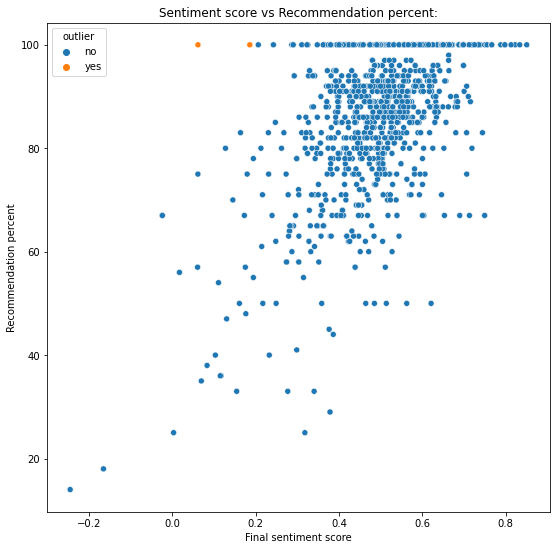 Sentiment score vs Recommendation percent:
outlier
no
yes
100
80
60
40
20
Recommendation percent
−0.2
0.0
0.2
0.4
0.6
0.8
Final sentiment score